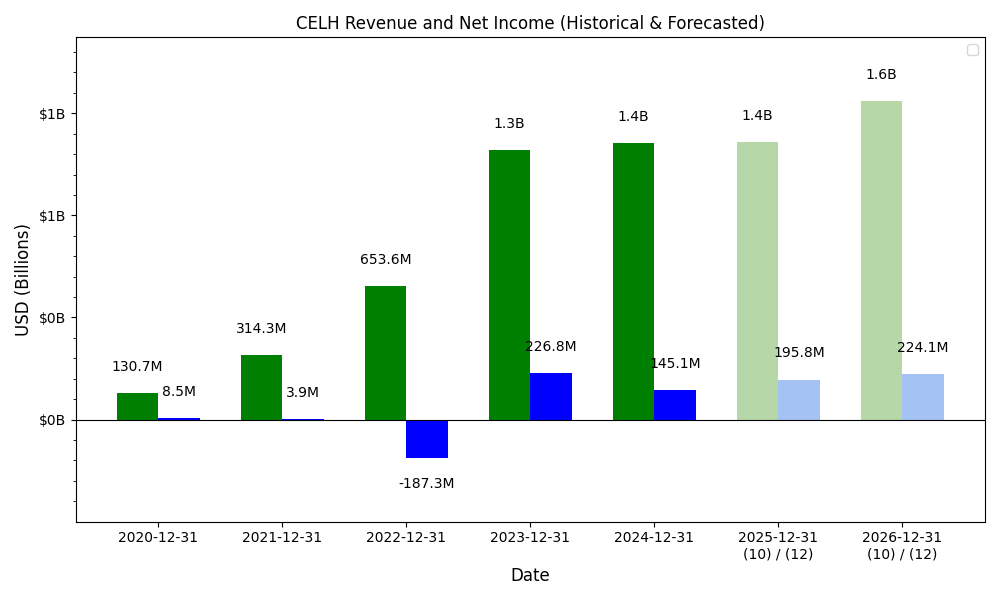 CELH Revenue and Net Income (Historical & Forecasted)
USD (Billions)
$1B
$1B
$0B
$0B
130.7M
8.5M
314.3M
3.9M
653.6M
-187.3M
1.3B
226.8M
1.4B
145.1M
1.4B
195.8M
1.6B
224.1M
2020-12-31
2021-12-31
2022-12-31
2023-12-31
2024-12-31
2025-12-31
(10) / (12)
2026-12-31
(10) / (12)
Date